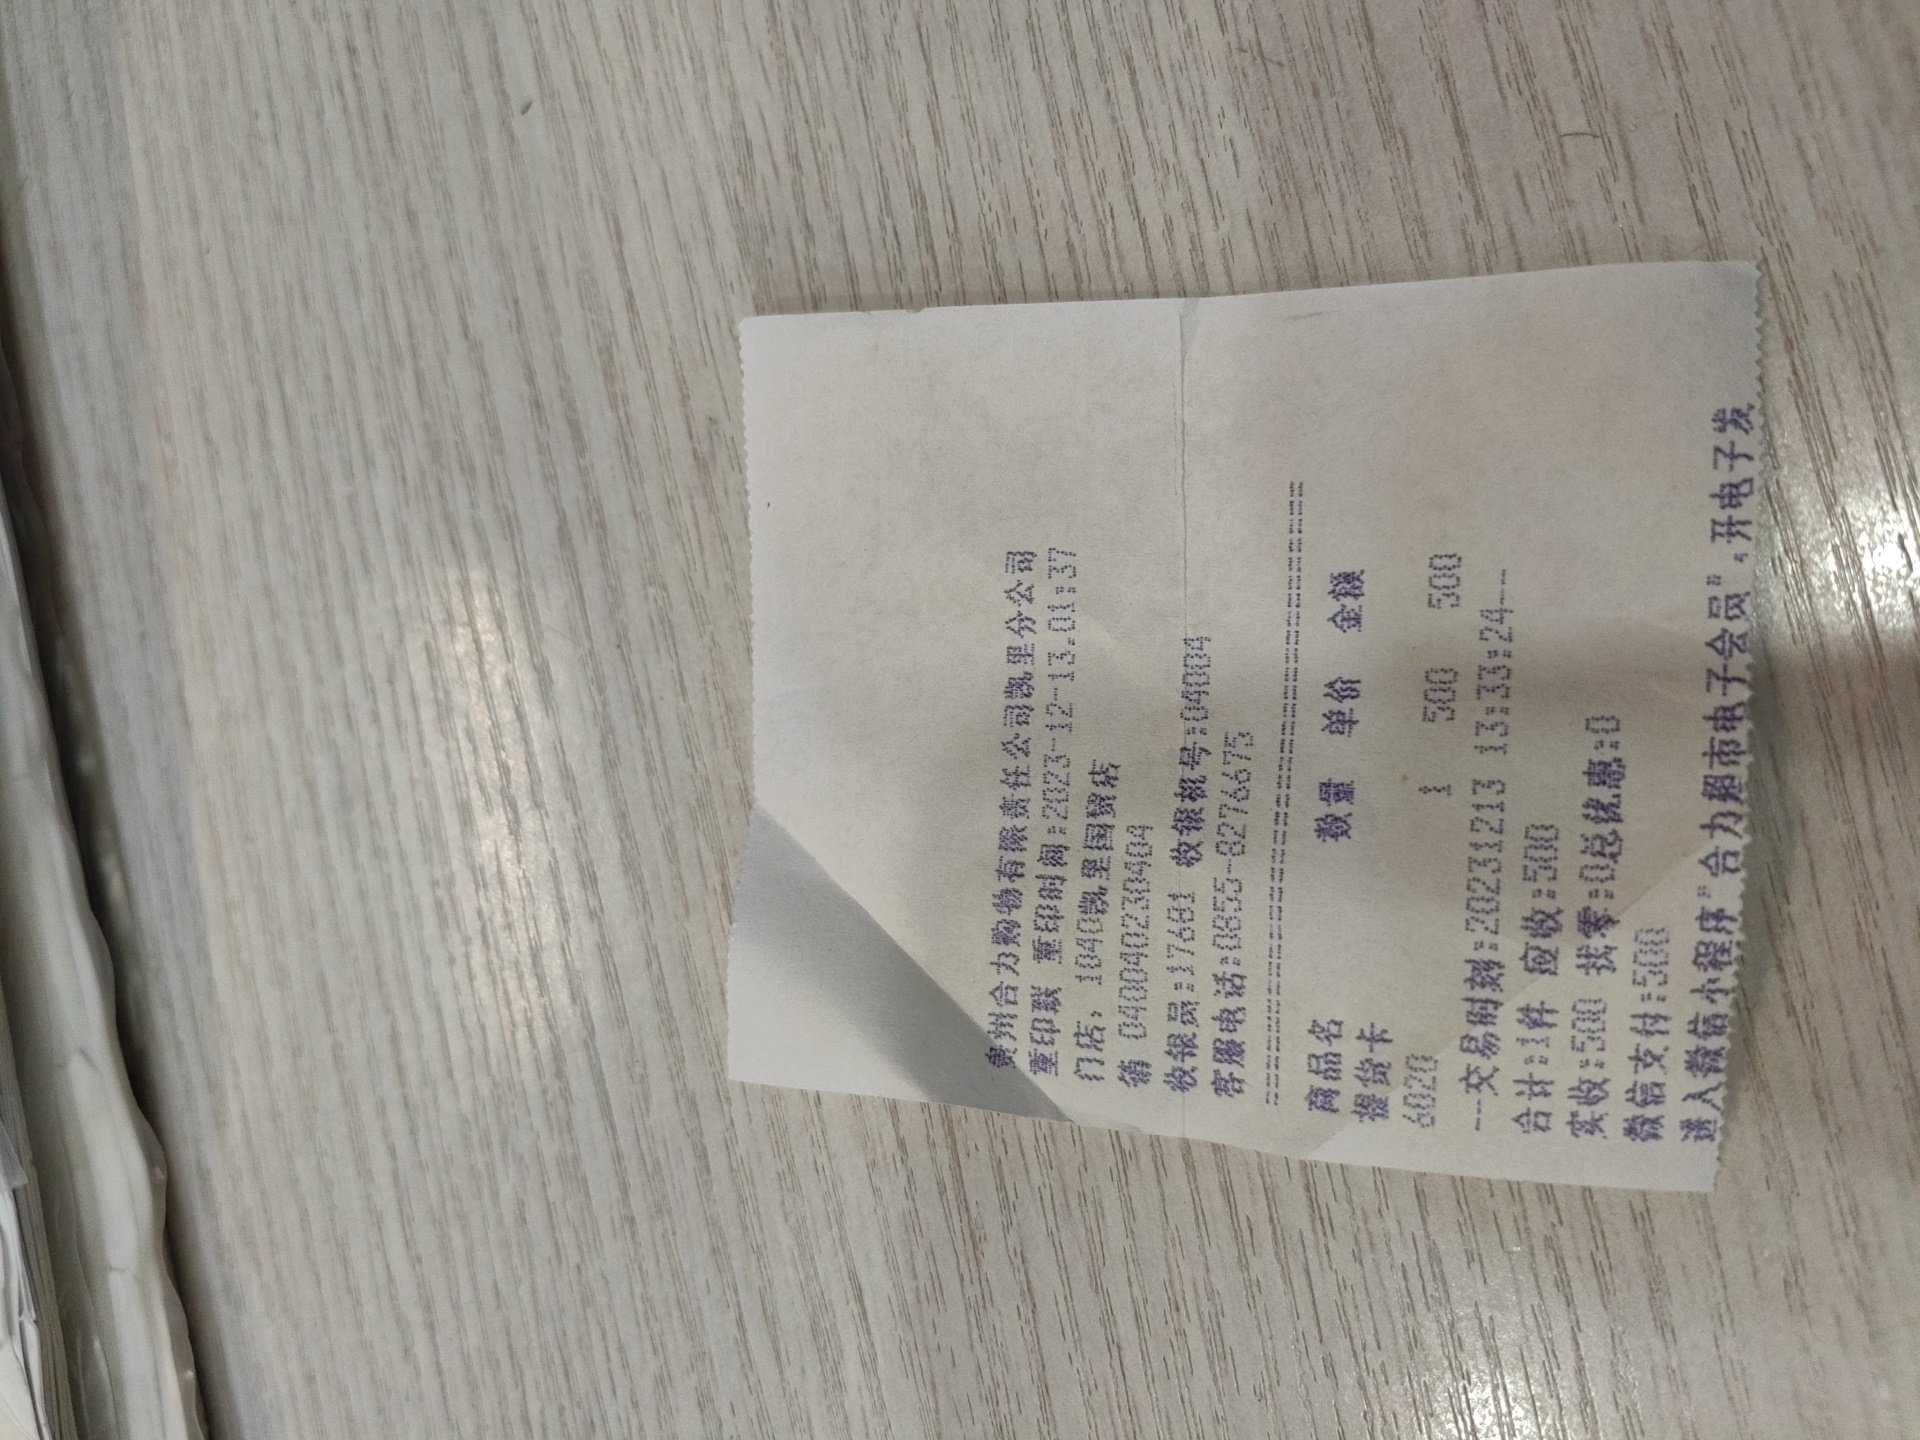 贵州合力购物有限责任公司凯里分公司
重印联 重印时间:2023-12-13.01:37
门店: 1040凯里国贸店
销 040040230404
收银员:17681 收银机号:04004
客服电话:0855-8276675
商品名 数量 单价 金额
提货卡
6020 1 500 500
---交易时刻:20231213 13:33:24---
合计:1件 应收:500
实收:500 找零:0总优惠:0
微信支付:500
进入微信小程序"合力超市电子会员",开电子发